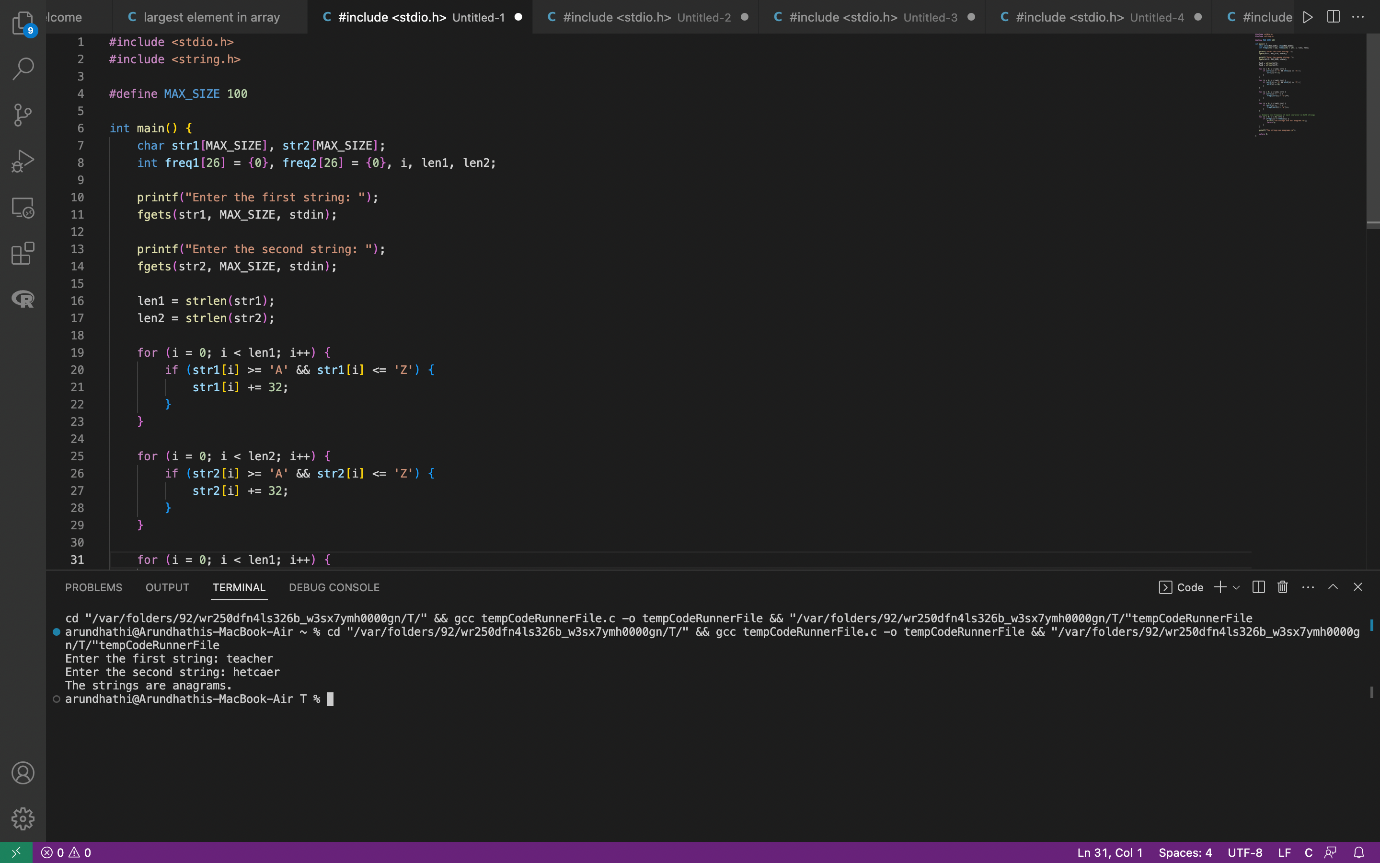 elcome
C largest element in array
C #include <stdio.h> Untitled-1
C #include <stdio.h> Untitled-2
C #include <stdio.h> Untitled-3
C #include <stdio.h> Untitled-4
C #include
9
1 #include <stdio.h>
2 #include <string.h>
3
4 #define MAX_SIZE 100
5
6 int main() {
7 char str1[MAX_SIZE], str2[MAX_SIZE];
8 int freq1[26] = {0}, freq2[26] = {0}, i, len1, len2;
9
10 printf("Enter the first string: ");
11 fgets(str1, MAX_SIZE, stdin);
12
13 printf("Enter the second string: ");
14 fgets(str2, MAX_SIZE, stdin);
15
16 len1 = strlen(str1);
17 len2 = strlen(str2);
18
19 for (i = 0; i < len1; i++) {
20 if (str1[i] >= 'A' && str1[i] <= 'Z') {
21 str1[i] += 32;
22 }
23 }
24
25 for (i = 0; i < len2; i++) {
26 if (str2[i] >= 'A' && str2[i] <= 'Z') {
27 str2[i] += 32;
28 }
29 }
30
31 for (i = 0; i < len1; i++) {
R
PROBLEMS OUTPUT TERMINAL DEBUG CONSOLE
Code
cd "/var/folders/92/wr250dfn4ls326b_w3sx7ymh0000gn/T/" && gcc tempCodeRunnerFile.c -o tempCodeRunnerFile && "/var/folders/92/wr250dfn4ls326b_w3sx7ymh0000gn/T/"tempCodeRunnerFile
arundhathi@Arundhathis-MacBook-Air ~ % cd "/var/folders/92/wr250dfn4ls326b_w3sx7ymh0000gn/T/" && gcc tempCodeRunnerFile.c -o tempCodeRunnerFile && "/var/folders/92/wr250dfn4ls326b_w3sx7ymh0000g
n/T/"tempCodeRunnerFile
Enter the first string: teacher
Enter the second string: hetcaer
The strings are anagrams.
arundhathi@Arundhathis-MacBook-Air T %
0 0
Ln 31, Col 1 Spaces: 4 UTF-8 LF C